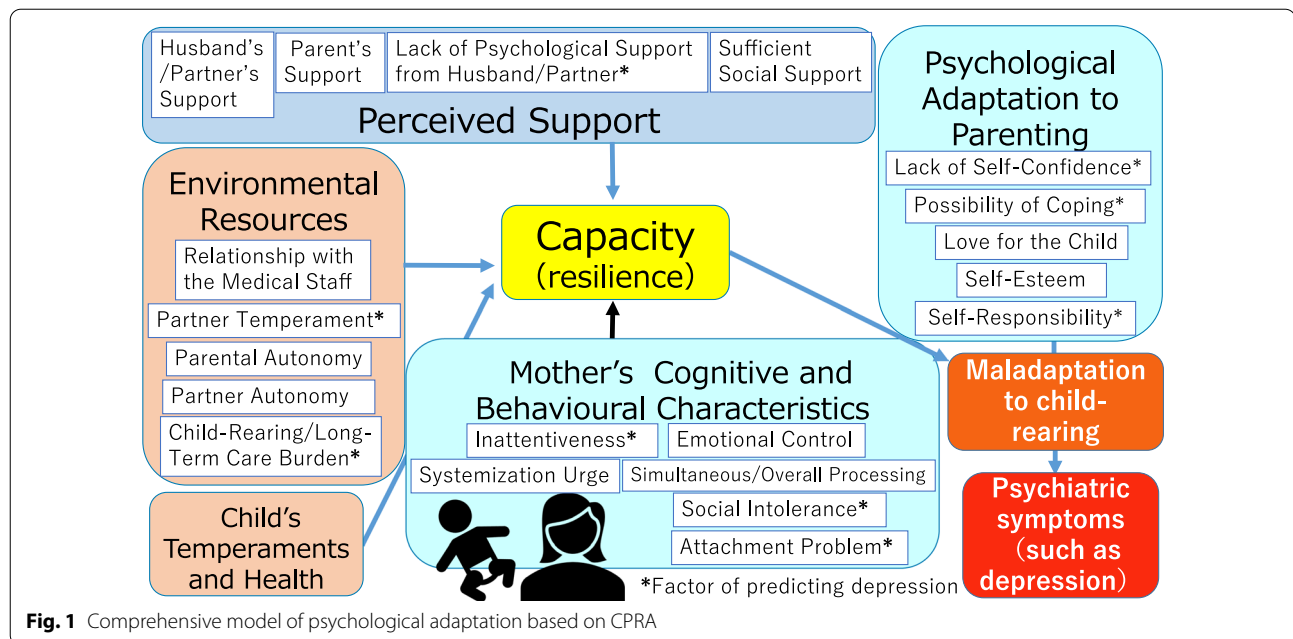 Husband's
/Partner's
Support
Parent's
Support
Lack of Psychological Support
from Husband/Partner*
Sufficient
Social Support
Perceived Support
Environmental
Resources
Relationship with
the Medical Staff
Partner Temperament*
Parental Autonomy
Partner Autonomy
Child-Rearing/Long-
Term Care Burden*
Child's
Temperaments
and Health
Capacity
(resilience)
Mother's Cognitive and
Behavioural Characteristics
Inattentiveness*
Emotional Control
Systemization Urge
Simultaneous/Overall Processing
Social Intolerance*
Attachment Problem*
*Factor of predicting depression
Psychological
Adaptation to
Parenting
Lack of Self-Confidence*
Possibility of Coping*
Love for the Child
Self-Esteem
Self-Responsibility*
Maladaptation
to child-
rearing
Psychiatric
symptoms
(such as
depression)
Fig. 1 Comprehensive model of psychological adaptation based on CPRA